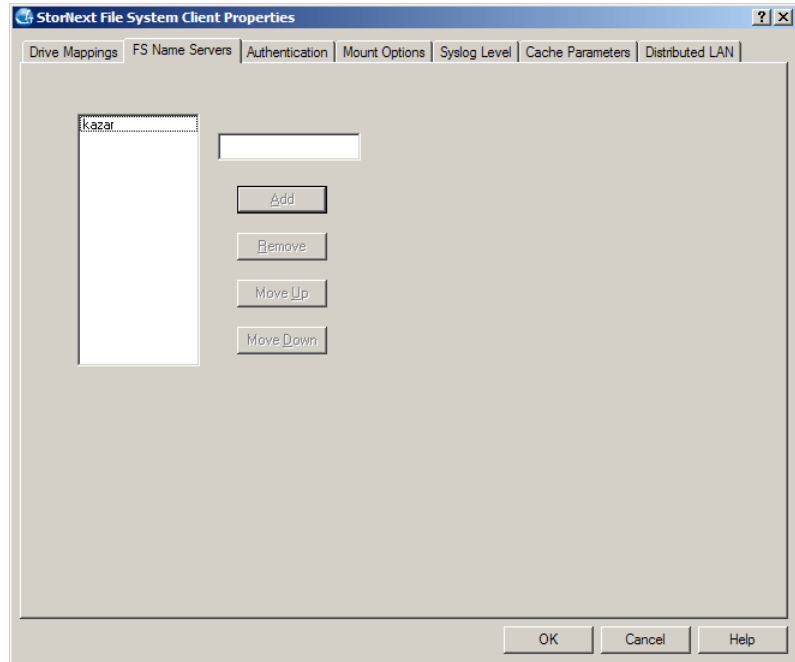 StorNext File System Client Properties
Drive Mappings FS Name Servers Authentication Mount Options Syslog Level Cache Parameters Distributed LAN
kazar
Add
Remove
Move Up
Move Down
OK Cancel Help